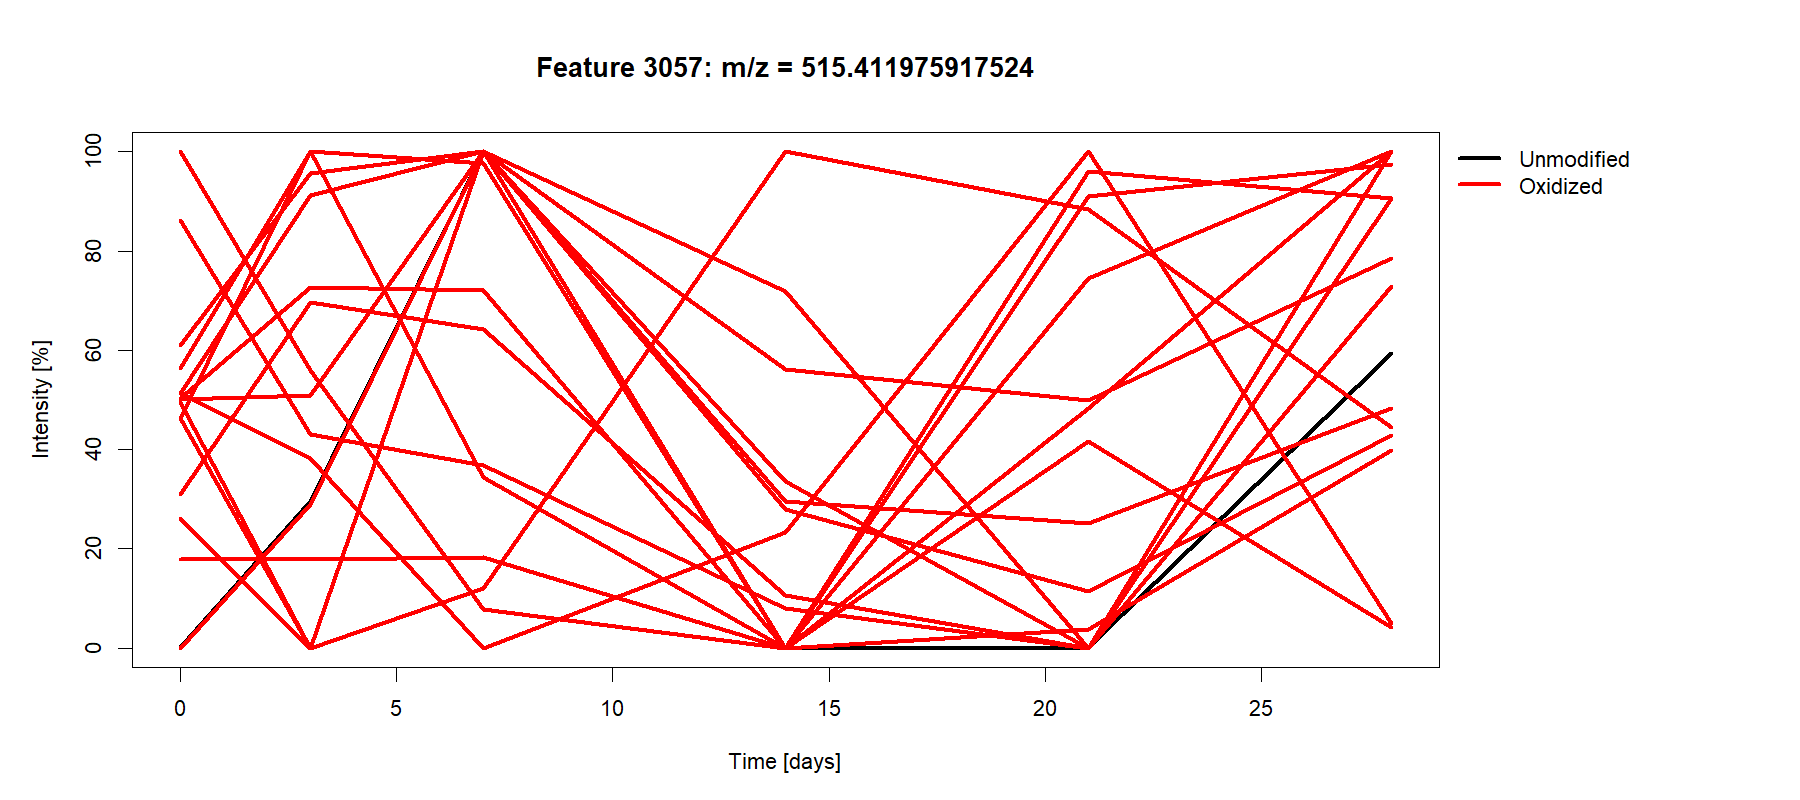 Feature 3057: m/z = 515.411975917524
Unmodified
Oxidized
Intensity [%]
100
80
60
40
20
0
0 5 10 15 20 25
Time [days]